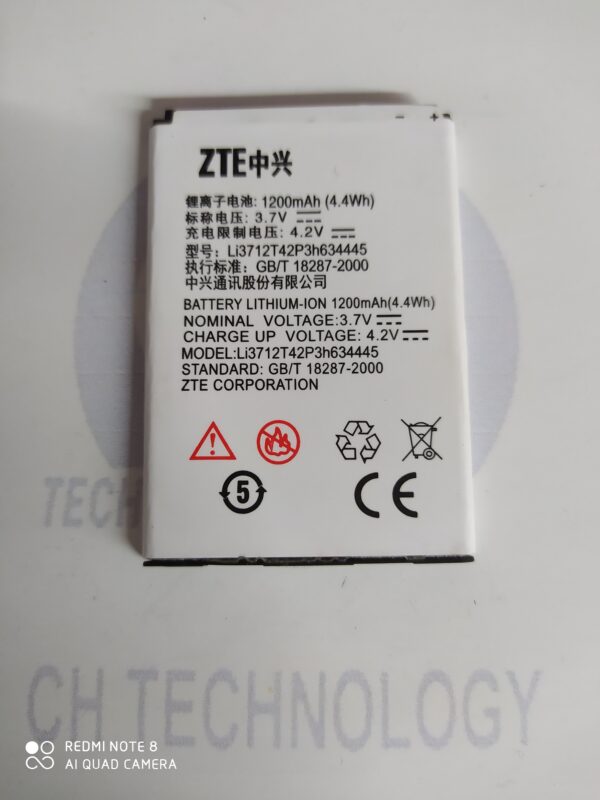 - +
ZTE中兴
锂离子电池: 1200mAh (4.4Wh)
标称电压: 3.7V
充电限制电压: 4.2V
型号: Li3712T42P3h634445
执行标准: GB/T 18287-2000
中兴通讯股份有限公司
BATTERY LITHIUM-ION 1200mAh(4.4Wh)
NOMINAL VOLTAGE:3.7V
CHARGE UP VOLTAGE: 4.2V
MODEL:Li3712T42P3h634445
STANDARD: GB/T 18287-2000
ZTE CORPORATION
5
CE
TECH
CH TECHNOLOGY
REDMI NOTE 8
AI QUAD CAMERA